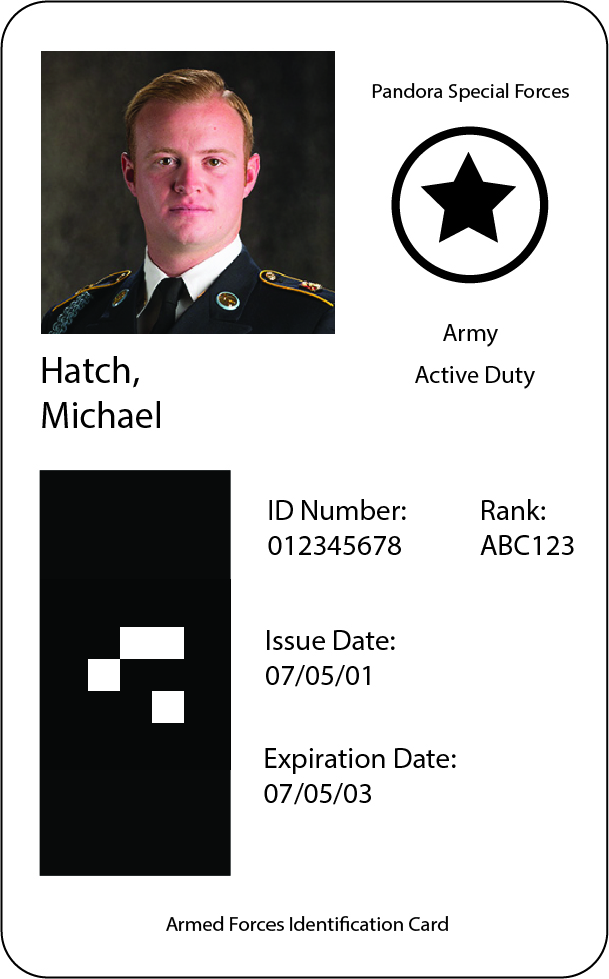 Pandora Special Forces
Army
Active Duty
Hatch,
Michael
ID Number:
012345678
Rank:
ABC123
Issue Date:
07/05/01
Expiration Date:
07/05/03
Armed Forces Identification Card